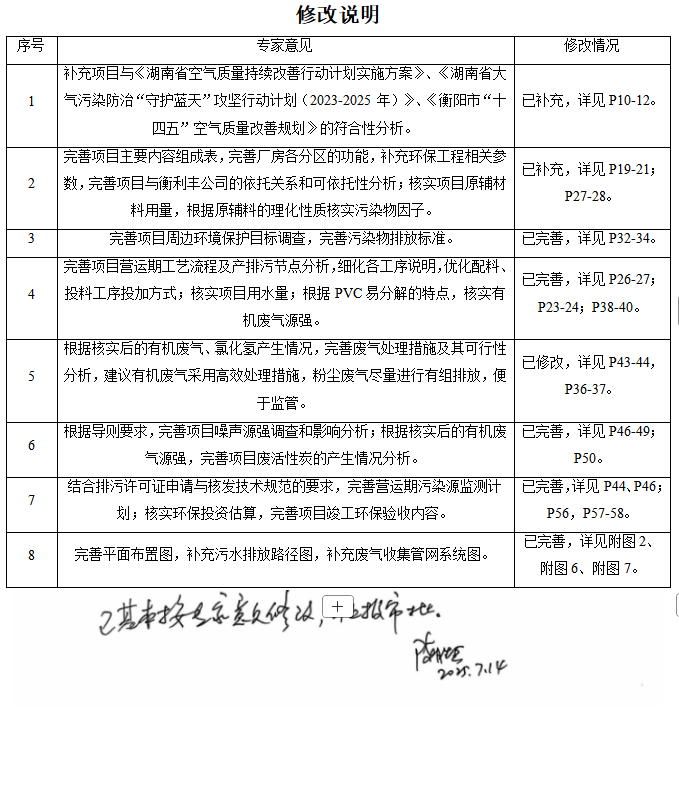 修改说明
序号 专家意见 修改情况
1 补充项目与《湖南省空气质量持续改善行动计划实施方案》、《湖南省大
气污染防治“守护蓝天”攻坚行动计划（2023-2025 年）》、《衡阳市“十
四五”空气质量改善规划》的符合性分析。
已补充，详见 P10-12。
2 完善项目主要内容组成表，完善厂房各分区的功能，补充环保工程相关参
数，完善项目与衡利丰公司的依托关系和可依托性分析；核实项目原辅材
料用量，根据原辅料的理化性质核实污染物因子。
已补充，详见 P19-21；
P27-28。
3 完善项目周边环境保护目标调查，完善污染物排放标准。 已完善，详见 P32-34。
4 完善项目营运期工艺流程及产排污节点分析，细化各工序说明，优化配料、
投料工序投加方式；核实项目用水量；根据 PVC 易分解的特点，核实有
机废气源强。
已完善，详见 P26-27；
P23-24；P38-40。
5 根据核实后的有机废气、氯化氢产生情况，完善废气处理措施及其可行性
分析，建议有机废气采用高效处理措施，粉尘废气尽量进行有组排放，便
于监管。
已修改，详见 P43-44，
P36-37。
6 根据导则要求，完善项目噪声源强调查和影响分析；根据核实后的有机废
气源强，完善项目废活性炭的产生情况分析。
已完善，详见 P46-49；
P50。
7 结合排污许可证申请与核发技术规范的要求，完善营运期污染源监测计
划；核实环保投资估算，完善项目竣工环保验收内容。
已完善，详见 P44、P46；
P56，P57-58。
8 完善平面布置图，补充污水排放路径图，补充废气收集管网系统图。
已完善，详见附图 2、
附图 6、附图 7。
已基本按专家意见修改，上报审批。
2025.7.14